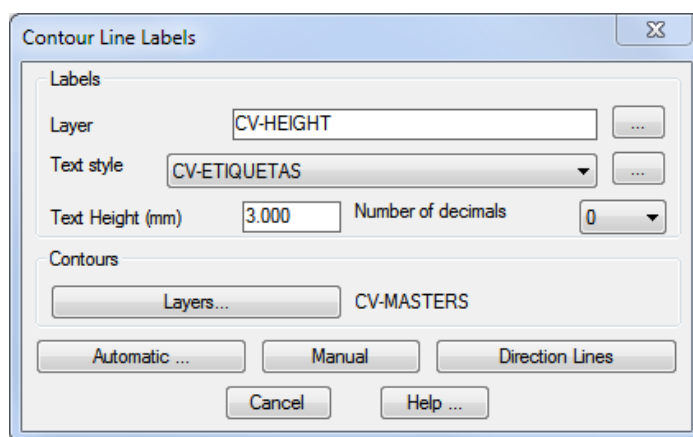 Contour Line Labels
Labels
Layer CV-HEIGHT ...
Text style CV-ETIQUETAS ...
Text Height (mm) 3.000 Number of decimals 0
Contours
Layers... CV-MASTERS
Automatic ... Manual Direction Lines
Cancel Help ...